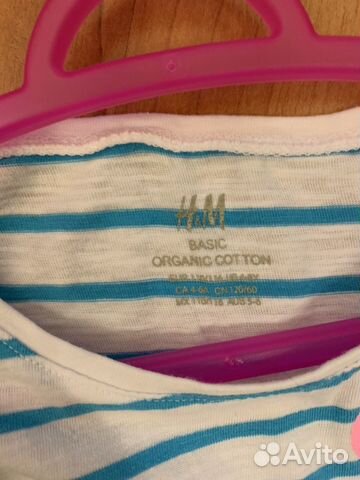 H&M
BASIC
ORGANIC COTTON
CA 4-6A CN 120/60
AUS 5-6
Avito